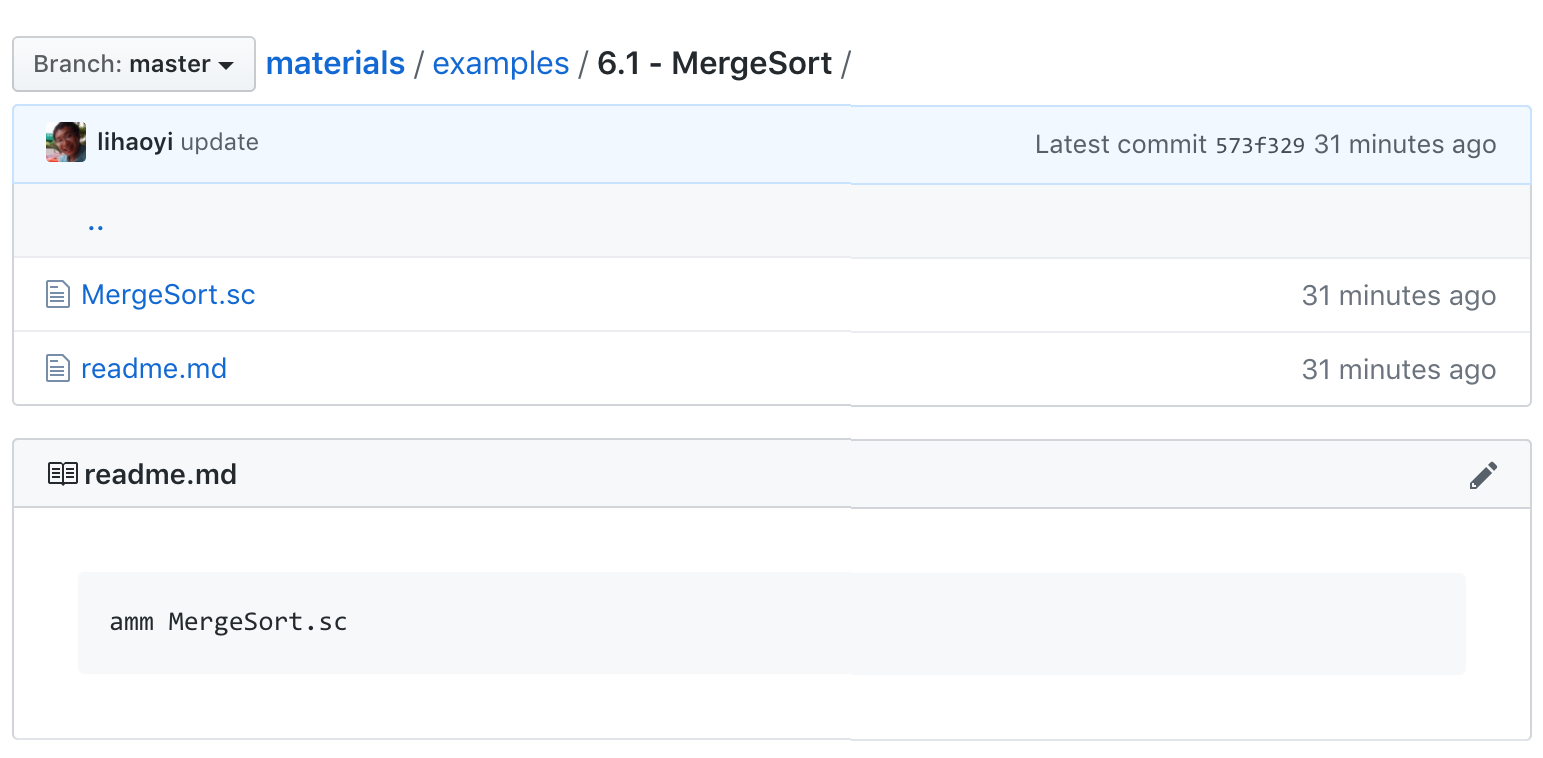 Branch: master materials / examples / 6.1 - MergeSort /
lihaoyi update Latest commit 573f329 31 minutes ago
..
MergeSort.sc 31 minutes ago
readme.md 31 minutes ago
readme.md
amm MergeSort.sc